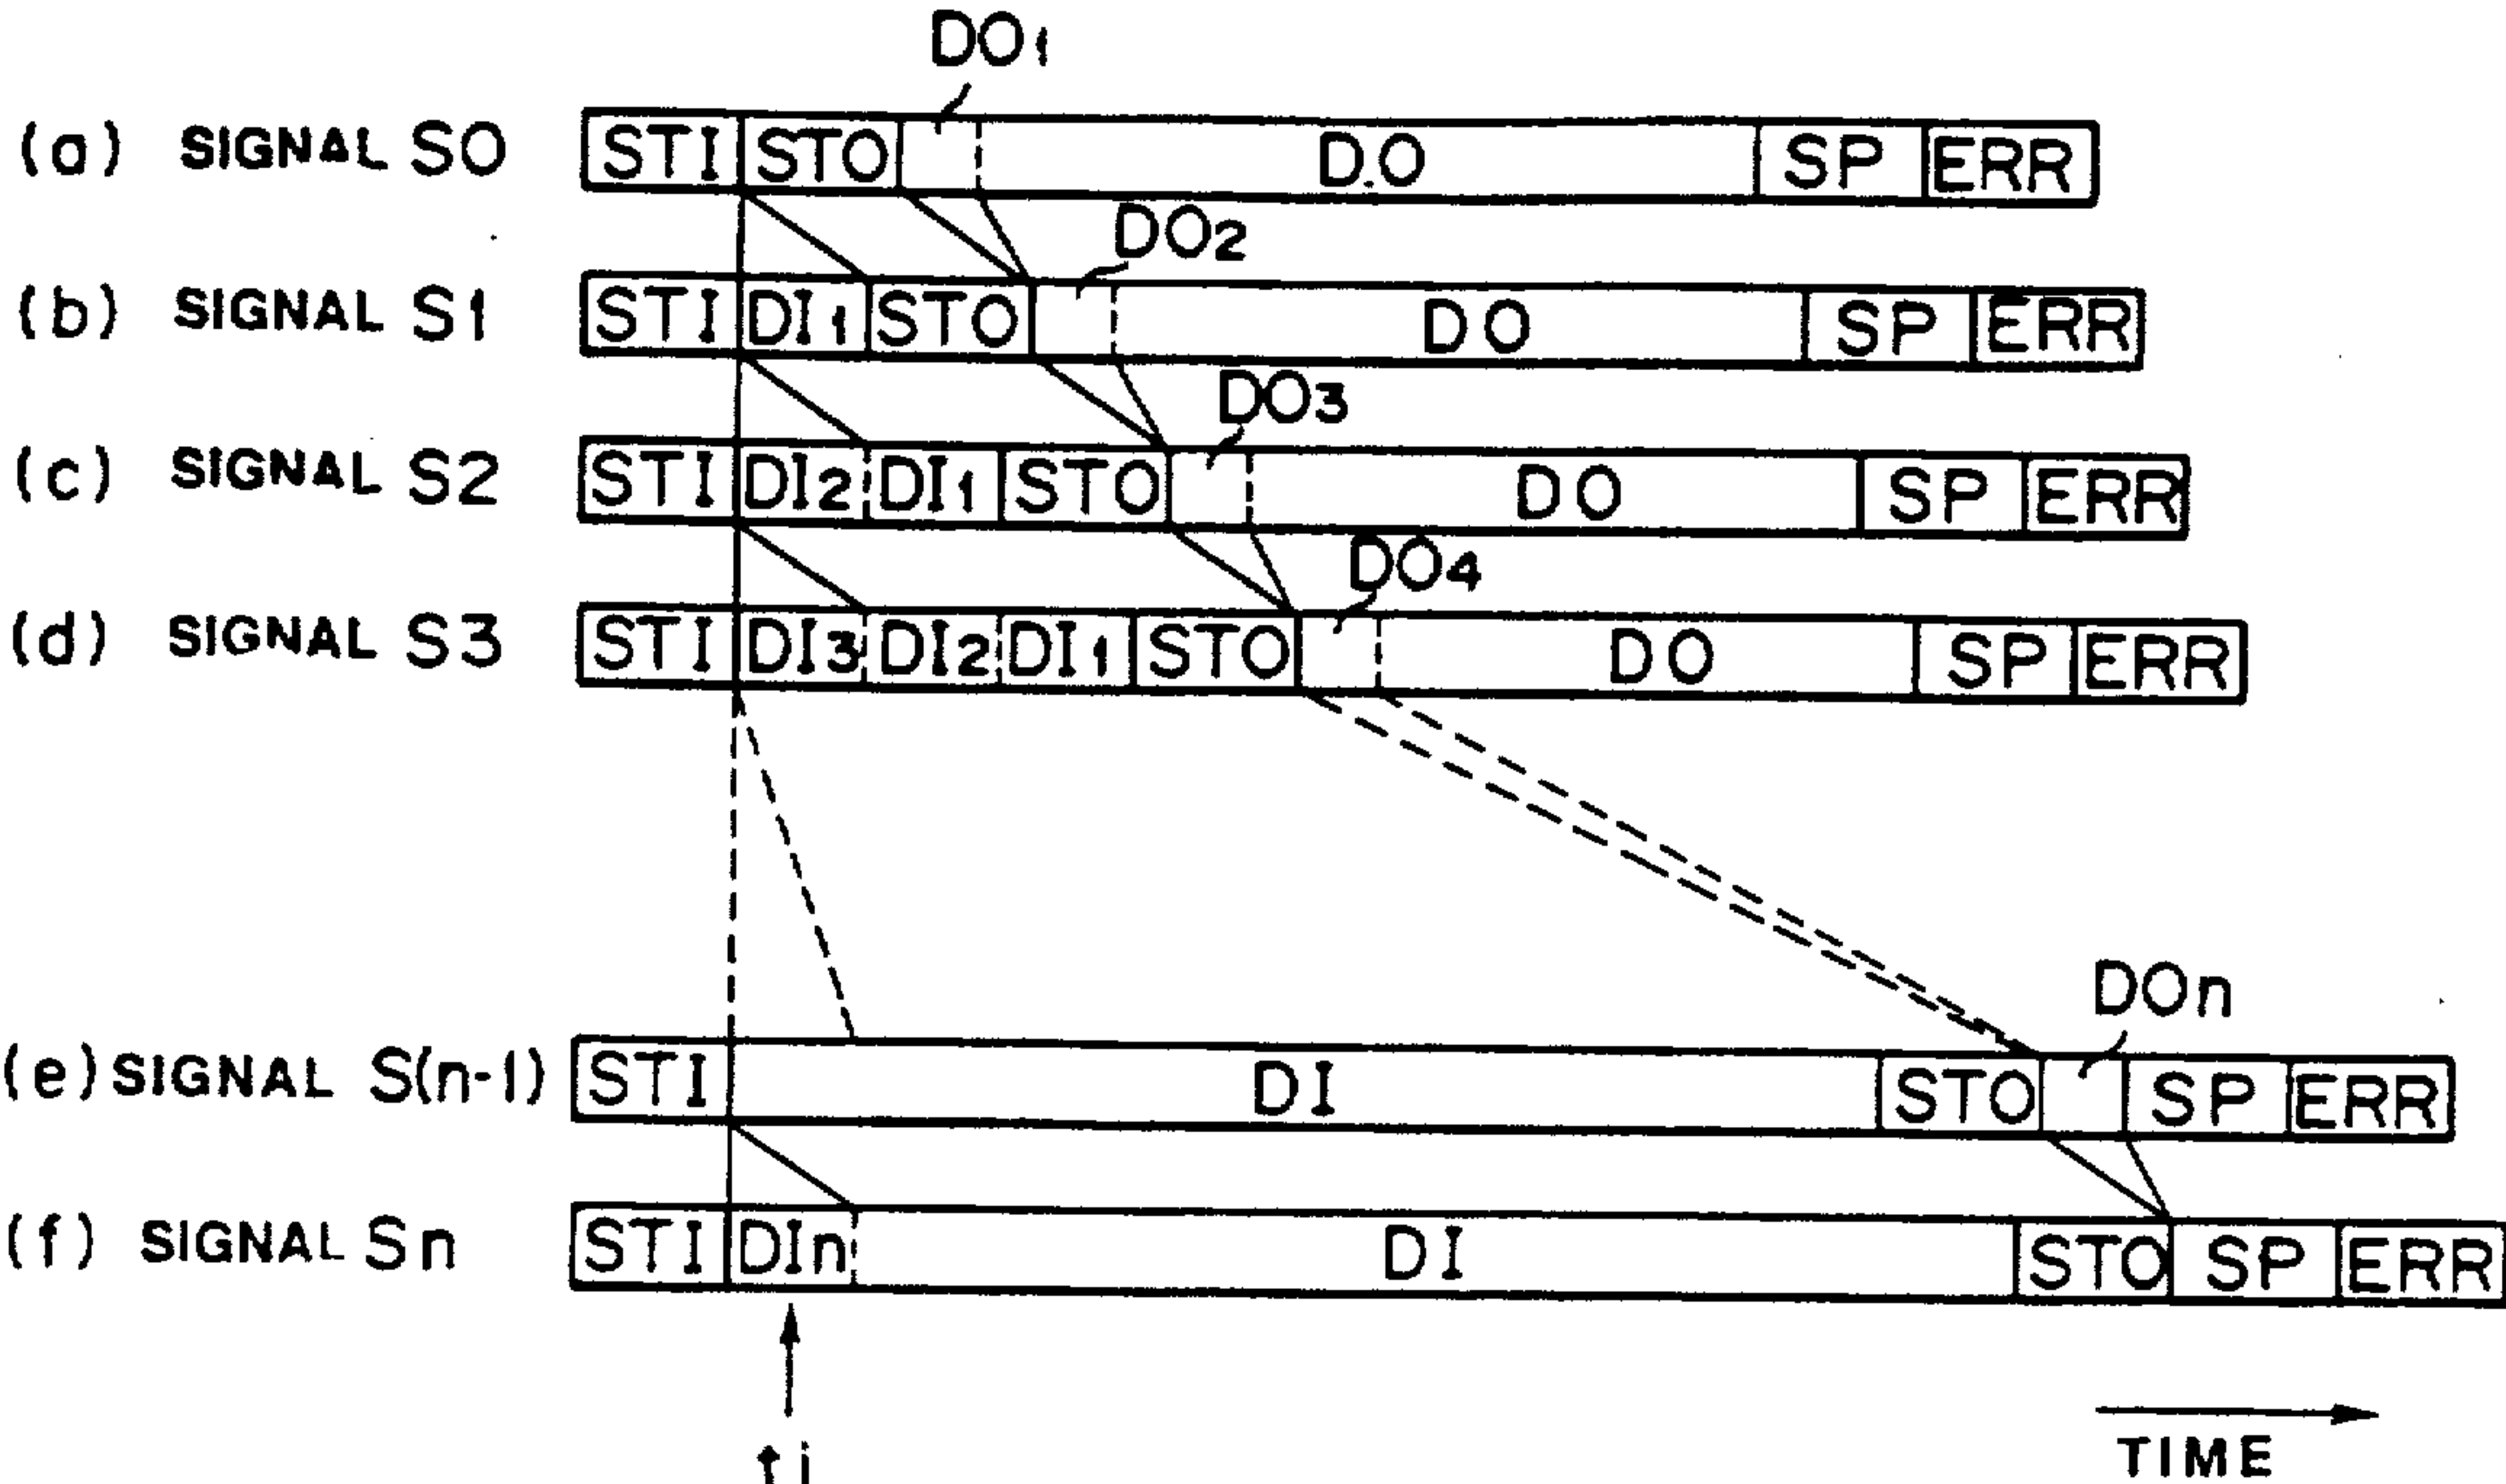 DO1
(a) SIGNAL S0 STI STO D.O SP ERR
DO2
(b) SIGNAL S1 STI DI1 STO DO SP ERR
DO3
(c) SIGNAL S2 STI DI2 DI1 STO DO SP ERR
DO4
(d) SIGNAL S3 STI DI3 DI2 DI1 STO DO SP ERR
DOn
(e) SIGNAL S(n-1) STI DI STO SP ERR
(f) SIGNAL Sn STI DIn DI STO SP ERR
ti
TIME